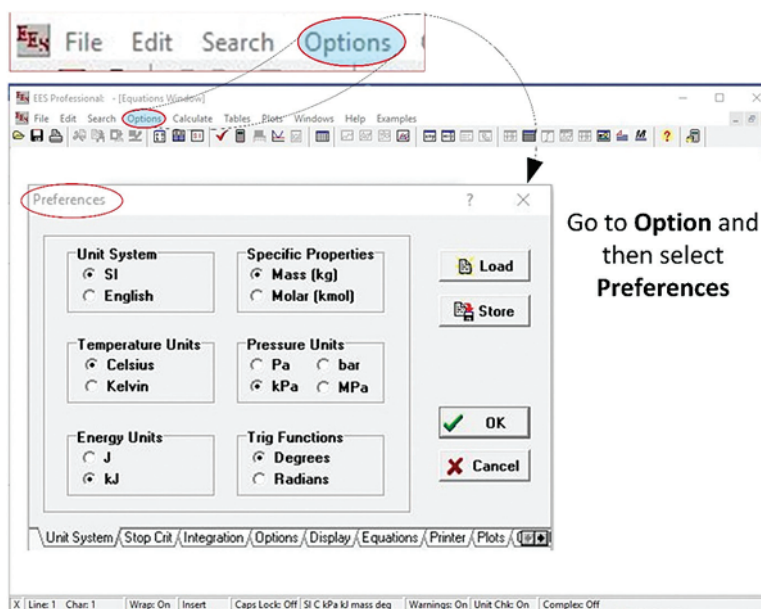 EES File Edit Search Options
EES Professional: - [Equations Window]
File Edit Search Options Calculate Tables Plots Windows Help Examples
Preferences
Unit System
SI
English
Specific Properties
Mass (kg)
Molar (kmol)
Load
Store
Temperature Units
Celsius
Kelvin
Pressure Units
Pa bar
kPa MPa
Energy Units
J
kJ
Trig Functions
Degrees
Radians
OK
Cancel
Unit System Stop Crit Integration Options Display Equations Printer Plots
Go to Option and
then select
Preferences
X Line: 1 Char: 1 Wrap: On Insert Caps Lock: Off SI C kPa kJ mass deg Warnings: On Unit Chk: On Complex: Off